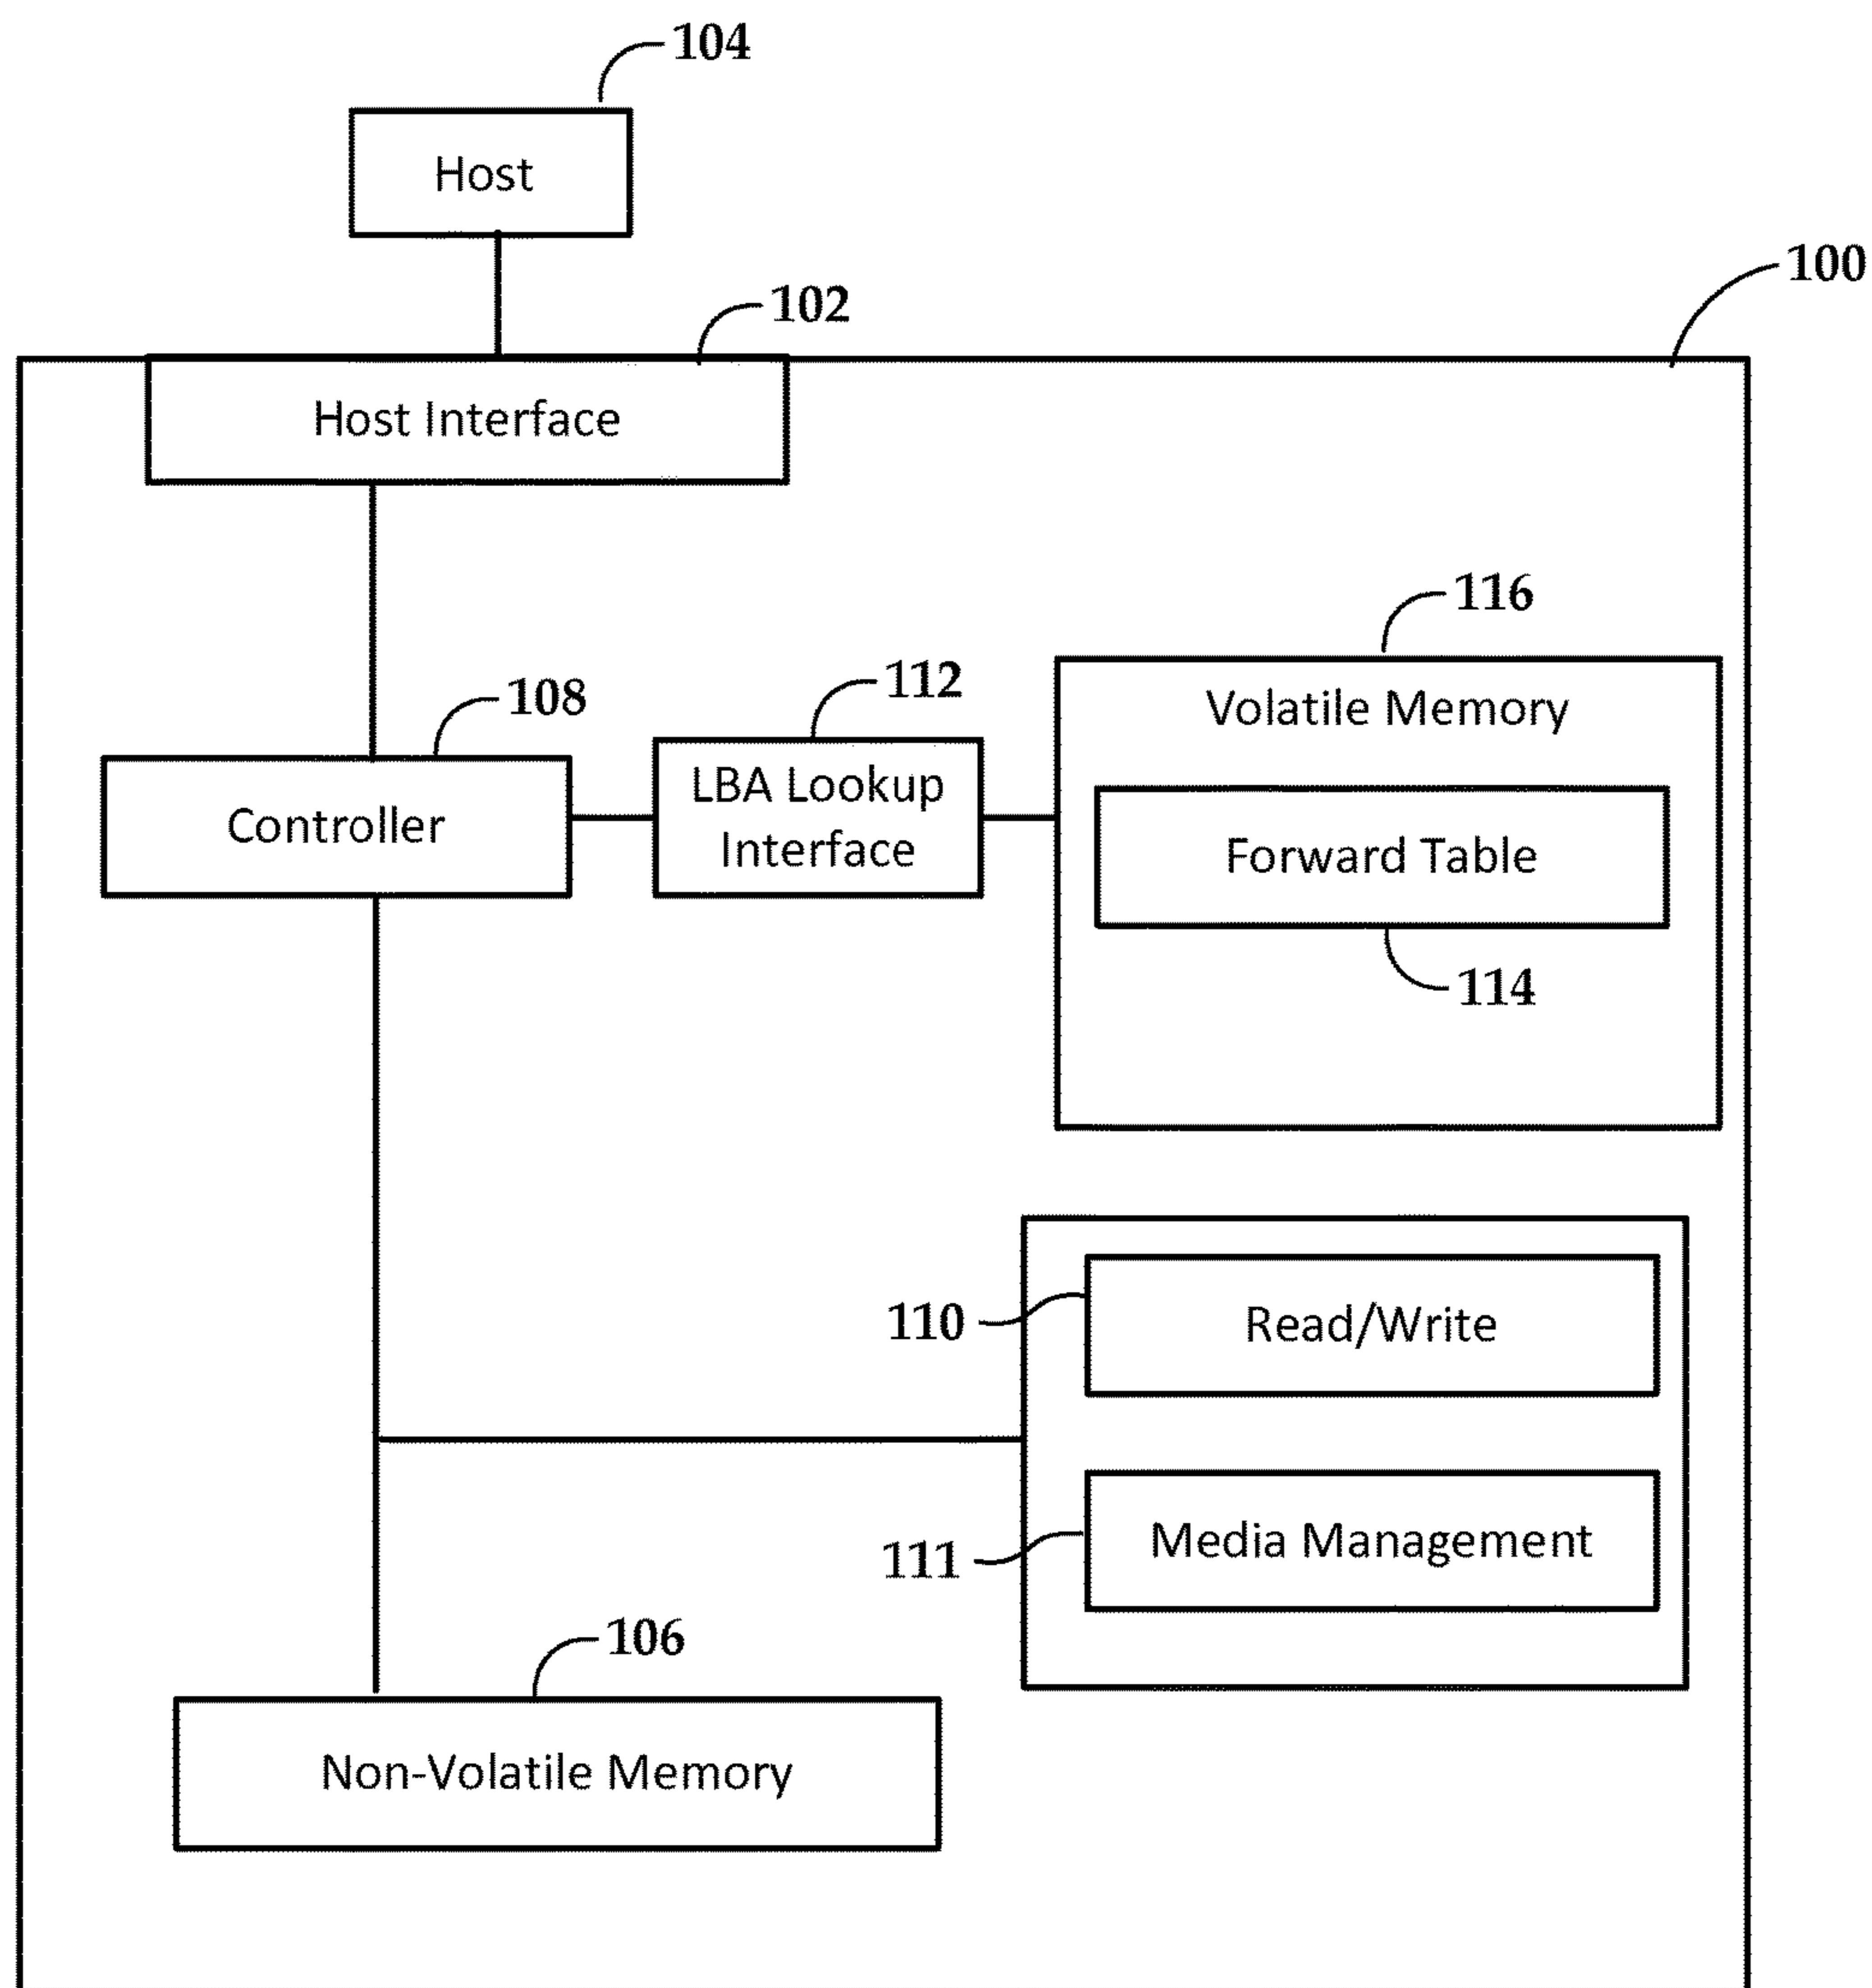 104
Host
100
102
Host Interface
116
112
Volatile Memory
108
LBA Lookup
Interface
Controller
Forward Table
114
110
Read/Write
111
Media Management
106
Non-Volatile Memory